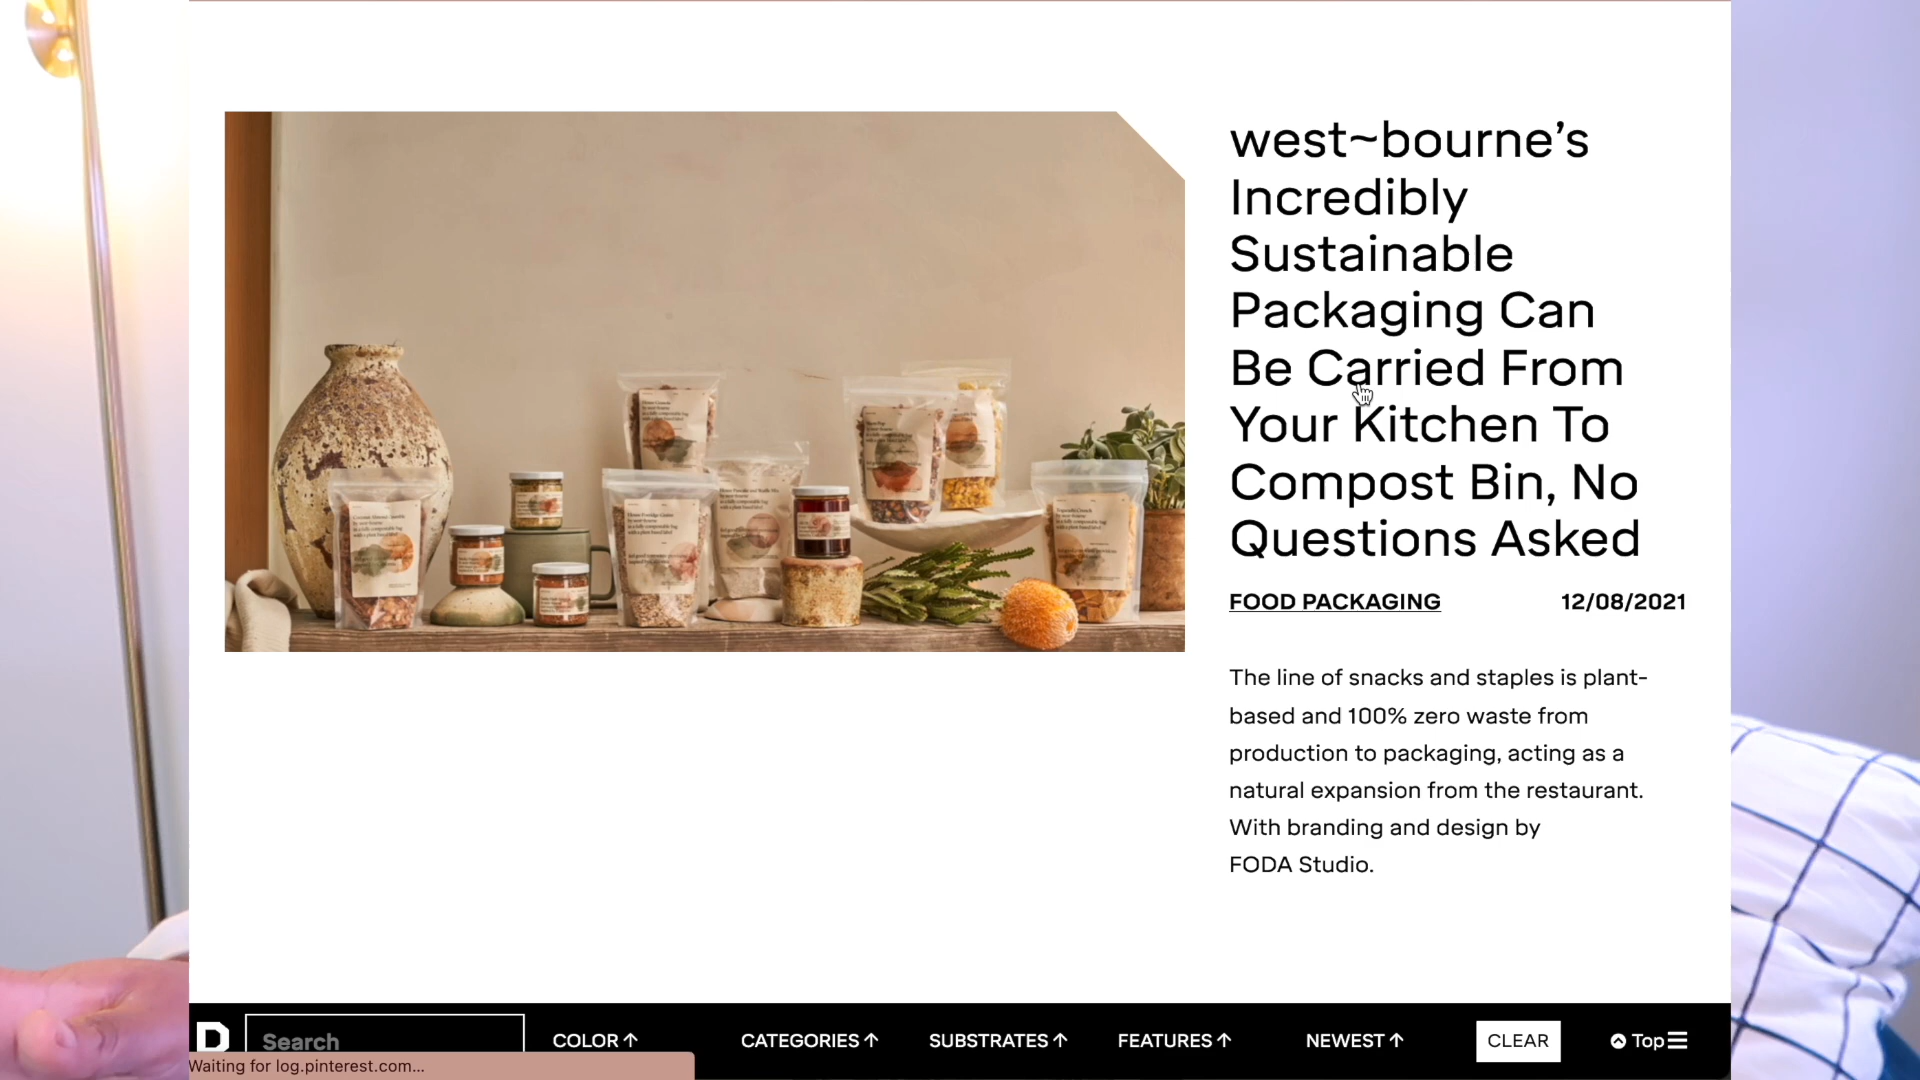 west~bourne’s
Incredibly
Sustainable
Packaging Can
Be Carried From
Your Kitchen To
Compost Bin, No
Questions Asked
FOOD PACKAGING 12/08/2021
The line of snacks and staples is plant-
based and 100% zero waste from
production to packaging, acting as a
natural expansion from the restaurant.
With branding and design by
FODA Studio.
D Search COLOR ↑ CATEGORIES ↑ SUBSTRATES ↑ FEATURES ↑ NEWEST ↑ CLEAR Top
Waiting for log.pinterest.com...